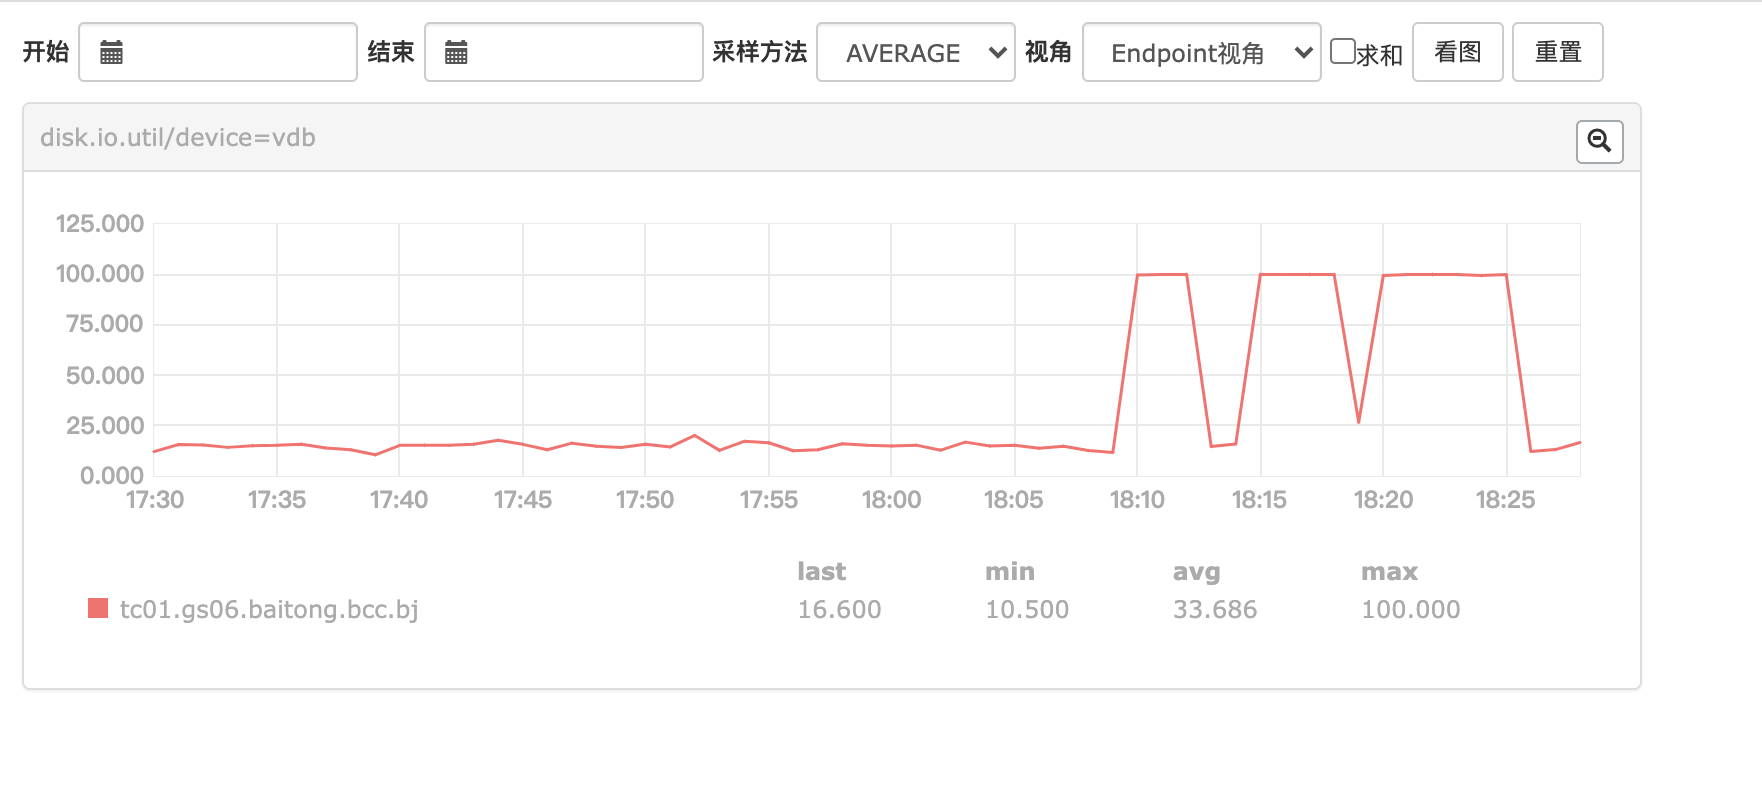 开始 结束 采样方法 AVERAGE 视角 Endpoint视角 求和 看图 重置
disk.io.util/device=vdb
125.000
100.000
75.000
50.000
25.000
0.000
17:30 17:35 17:40 17:45 17:50 17:55 18:00 18:05 18:10 18:15 18:20 18:25
last min avg max
tc01.gs06.baitong.bcc.bj 16.600 10.500 33.686 100.000